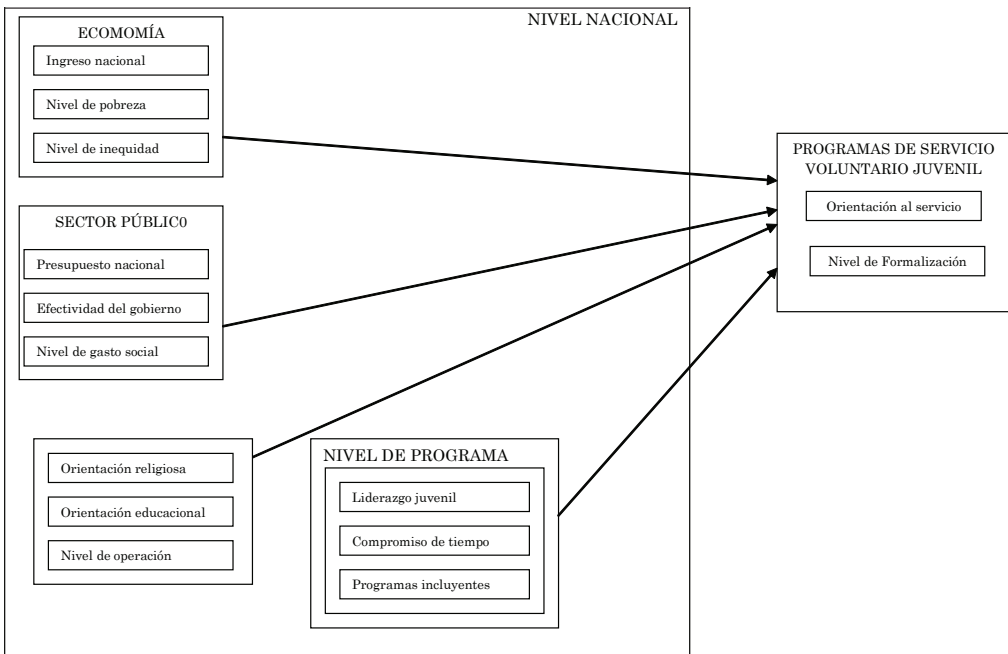 NIVEL NACIONAL
ECOMOMÍA
Ingreso nacional
Nivel de pobreza
Nivel de inequidad
SECTOR PÚBLIC0
Presupuesto nacional
Efectividad del gobierno
Nivel de gasto social
Orientación religiosa
Orientación educacional
Nivel de operación
NIVEL DE PROGRAMA
Liderazgo juvenil
Compromiso de tiempo
Programas incluyentes
PROGRAMAS DE SERVICIO
VOLUNTARIO JUVENIL
Orientación al servicio
Nivel de Formalización